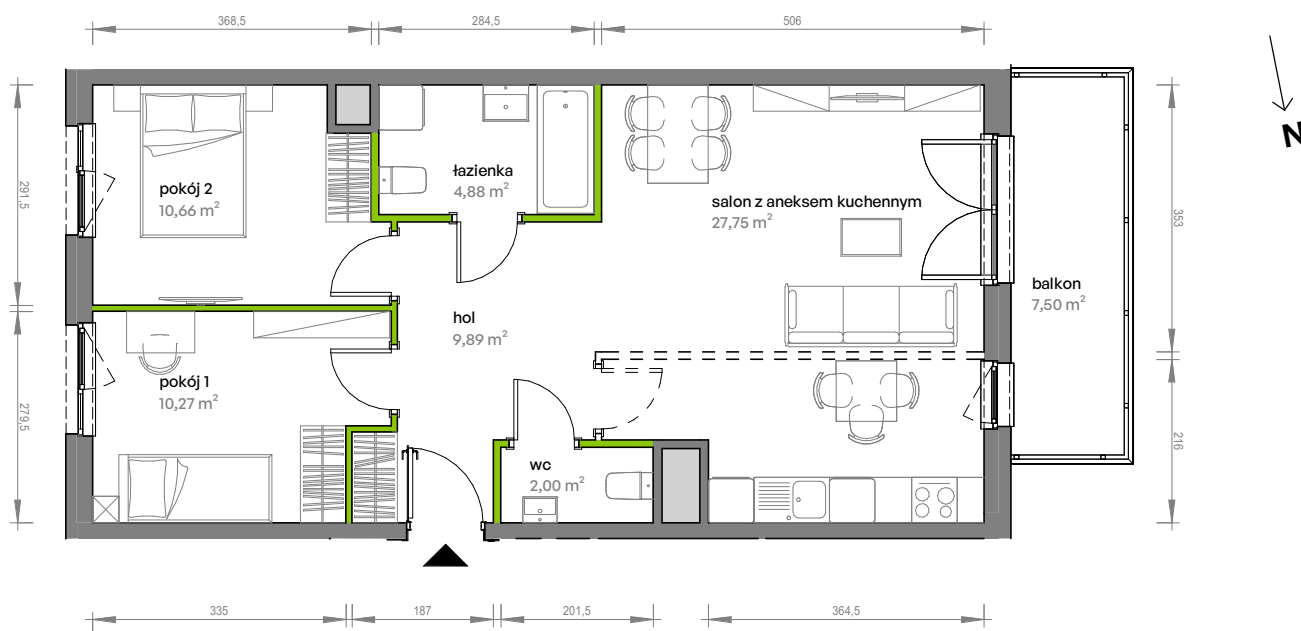 368,5
284,5
506
N
291,5
279,5
353
216
pokój 2
10,66 m²
łazienka
4,88 m²
salon z aneksem kuchennym
27,75 m²
balkon
7,50 m²
hol
9,89 m²
pokój 1
10,27 m²
wc
2,00 m²
335
187
201,5
364,5